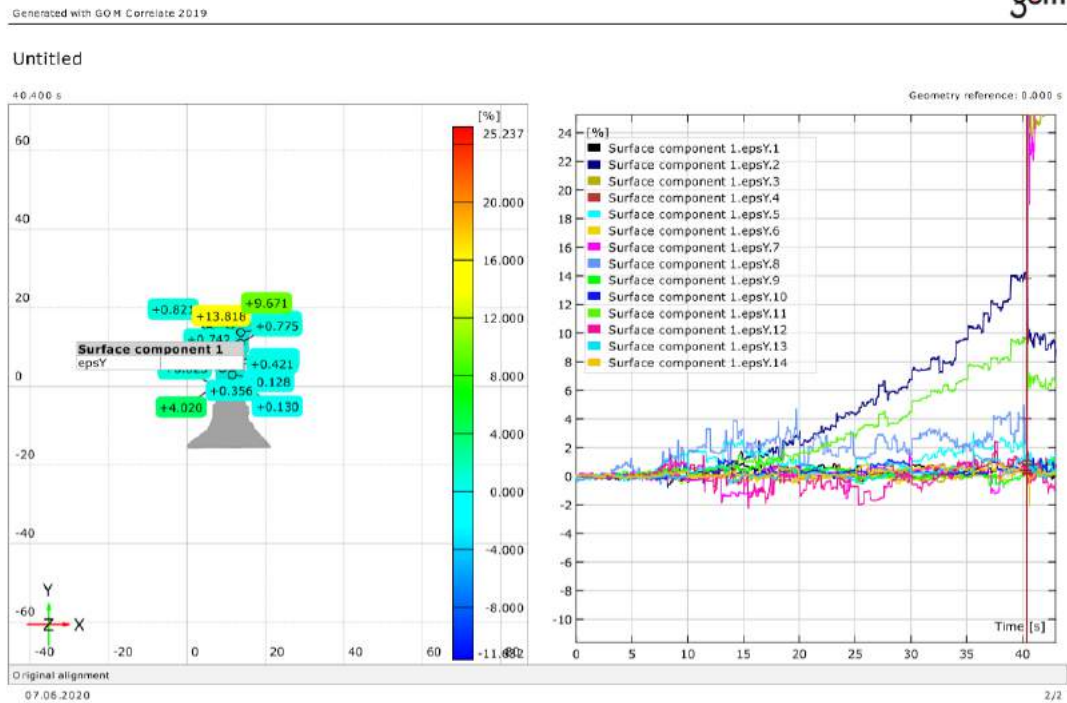 Generated with GOM Correlate 2019
gom
Untitled
40.400 s
Geometry reference: 0.000 s
[%]
25.237
20.000
16.000
12.000
8.000
4.000
0.000
-4.000
-8.000
60
40
20
0
-20
-40
-60
+0.821
+13.818
+9.671
+0.775
+0.742
Surface component 1
epsY
+0.421
0.128
+0.356
+4.020
+0.130
Y
Z
X
-40
-20
0
20
40
60
[%]
Surface component 1.epsY.1
Surface component 1.epsY.2
Surface component 1.epsY.3
Surface component 1.epsY.4
Surface component 1.epsY.5
Surface component 1.epsY.6
Surface component 1.epsY.7
Surface component 1.epsY.8
Surface component 1.epsY.9
Surface component 1.epsY.10
Surface component 1.epsY.11
Surface component 1.epsY.12
Surface component 1.epsY.13
Surface component 1.epsY.14
24
22
20
18
16
14
12
10
8
6
4
2
0
-2
-4
-6
-8
-10
Time [s]
0
5
10
15
20
25
30
35
40
Original alignment
07.06.2020
2/2